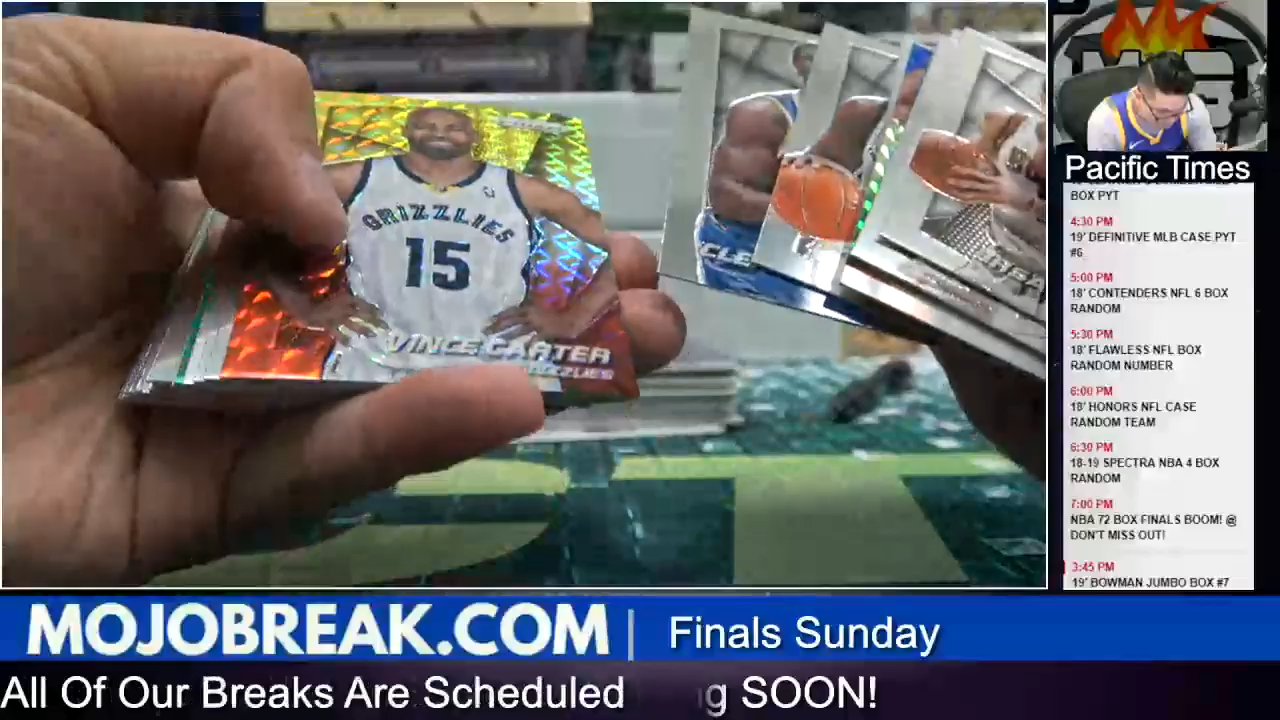 GRIZZLIES
15
VINCE CARTER
Pacific Times
BOX PYT
4:30 PM
19' DEFINITIVE MLB CASE PYT
#6
5:00 PM
18' CONTENDERS NFL 6 BOX
RANDOM
5:30 PM
18' FLAWLESS NFL BOX
RANDOM NUMBER
6:00 PM
18' HONORS NFL CASE
RANDOM TEAM
6:30 PM
18-19 SPECTRA NBA 4 BOX
RANDOM
7:00 PM
NBA 72 BOX FINALS BOOM! @
DON'T MISS OUT!
3:45 PM
19' BOWMAN JUMBO BOX #7
MOJOBREAK.COM | Finals Sunday
All Of Our Breaks Are Scheduled g SOON!